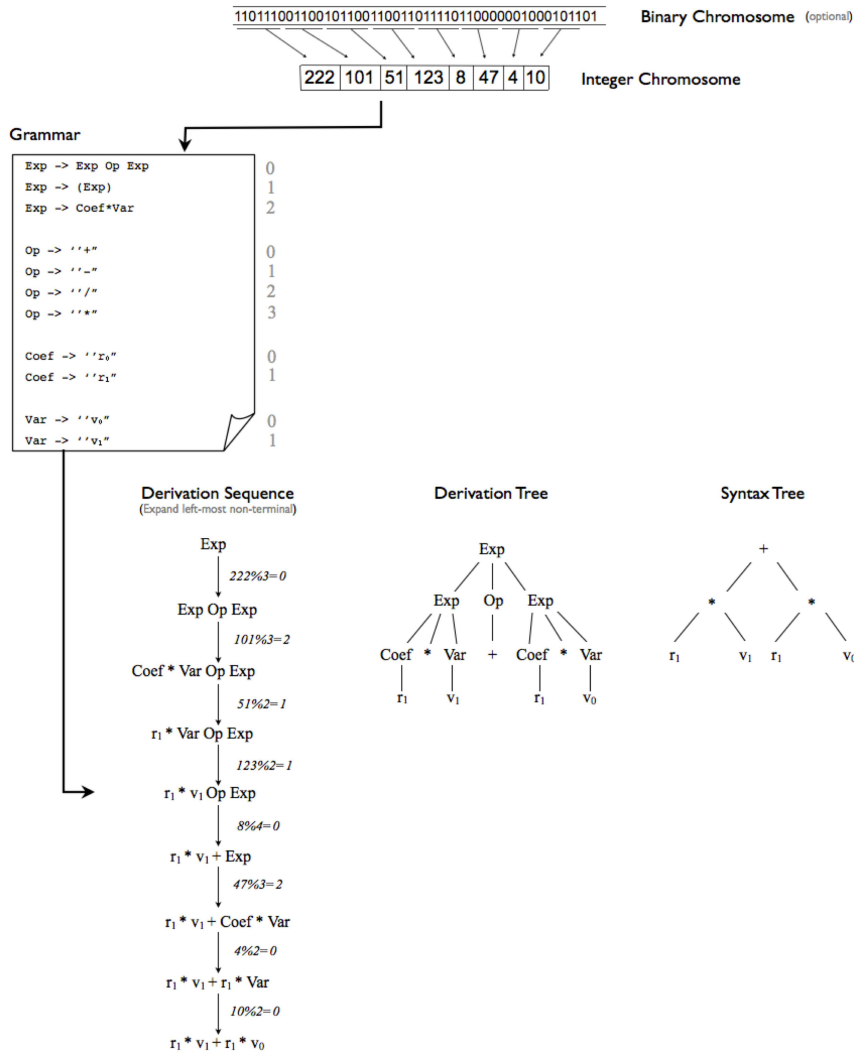 1101110011001011001100110111101100000001000101101 Binary Chromosome (optional)
222 101 51 123 8 47 4 10 Integer Chromosome
Grammar
Exp -> Exp Op Exp 0
Exp -> (Exp) 1
Exp -> Coef*Var 2
Op -> ‘’+” 0
Op -> ‘’-” 1
Op -> ‘’/” 2
Op -> ‘’*” 3
Coef -> ‘’r₀” 0
Coef -> ‘’r₁” 1
Var -> ‘’v₀” 0
Var -> ‘’v₁” 1
Derivation Sequence
(Expand left-most non-terminal)
Exp
222%3=0
Exp Op Exp
101%3=2
Coef * Var Op Exp
51%2=1
r₁ * Var Op Exp
123%2=1
r₁ * v₁ Op Exp
8%4=0
r₁ * v₁ + Exp
47%3=2
r₁ * v₁ + Coef * Var
4%2=0
r₁ * v₁ + r₁ * Var
10%2=0
r₁ * v₁ + r₁ * v₀
Derivation Tree
Exp
Exp Op Exp
Coef * Var + Coef * Var
r₁ v₁ r₁ v₀
Syntax Tree
+
* *
r₁ v₁ r₁ v₀